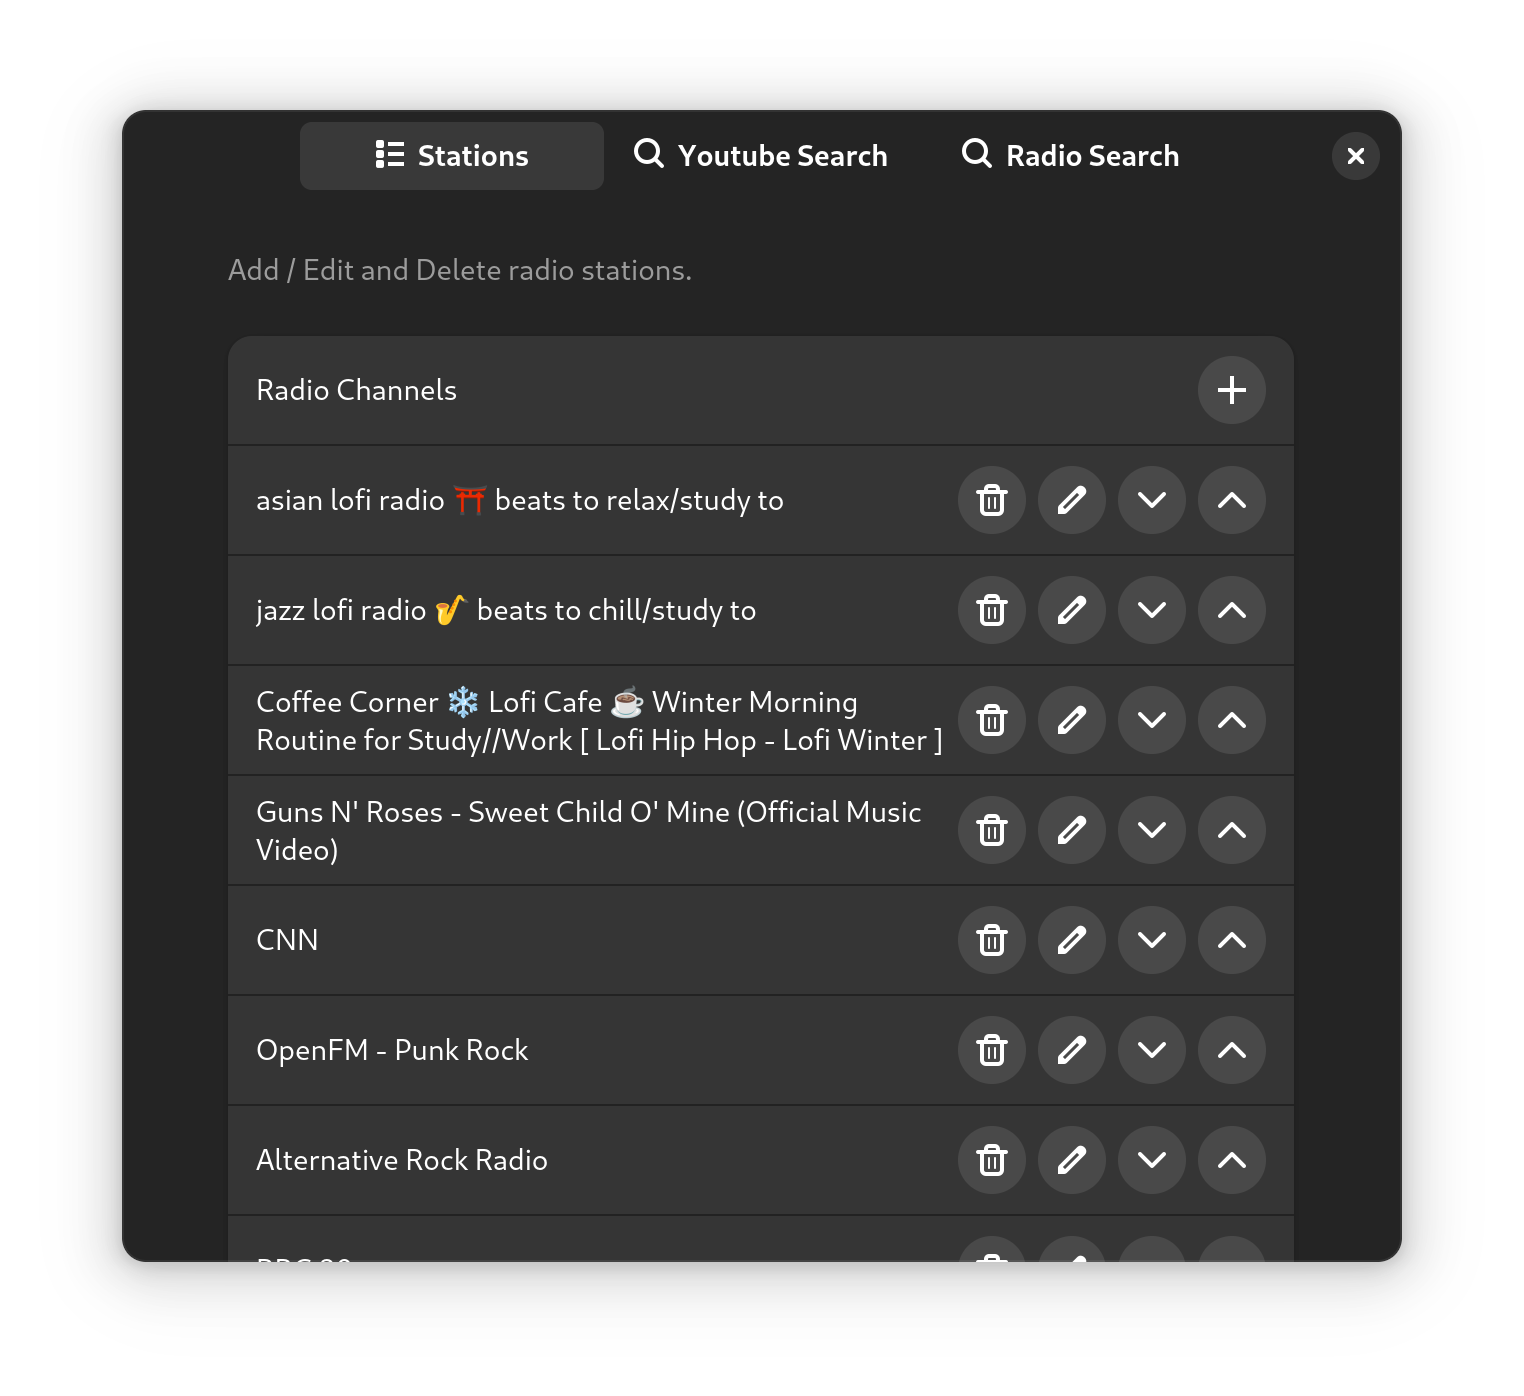 Stations
Youtube Search
Radio Search
Add / Edit and Delete radio stations.
Radio Channels
asian lofi radio ⛩️ beats to relax/study to
jazz lofi radio 🎷 beats to chill/study to
Coffee Corner ❄️ Lofi Cafe ☕ Winter Morning
Routine for Study//Work [ Lofi Hip Hop - Lofi Winter ]
Guns N' Roses - Sweet Child O' Mine (Official Music
Video)
CNN
OpenFM - Punk Rock
Alternative Rock Radio